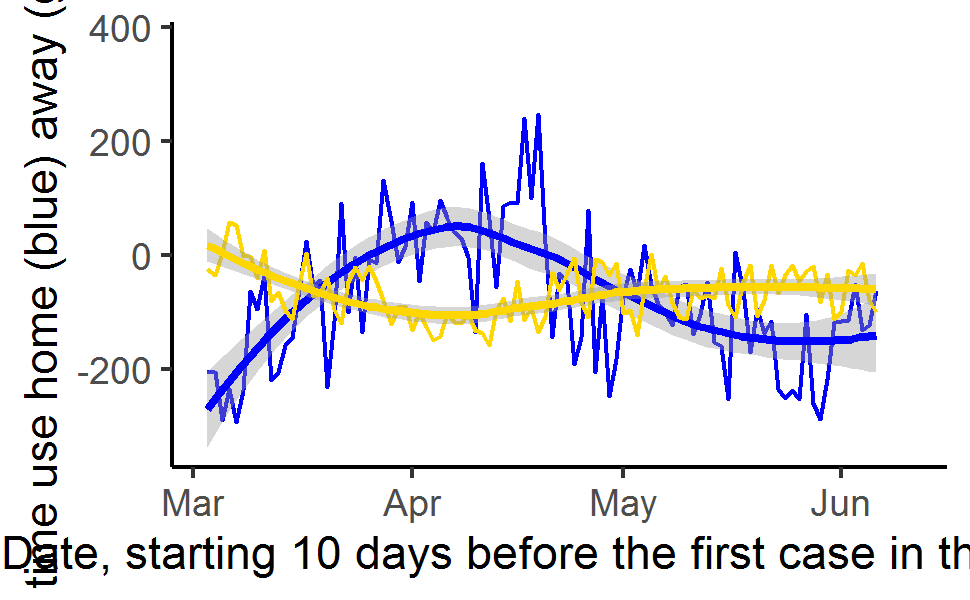 time use home (blue) away (
400
200
0
-200
Mar Apr May Jun
Date, starting 10 days before the first case in th